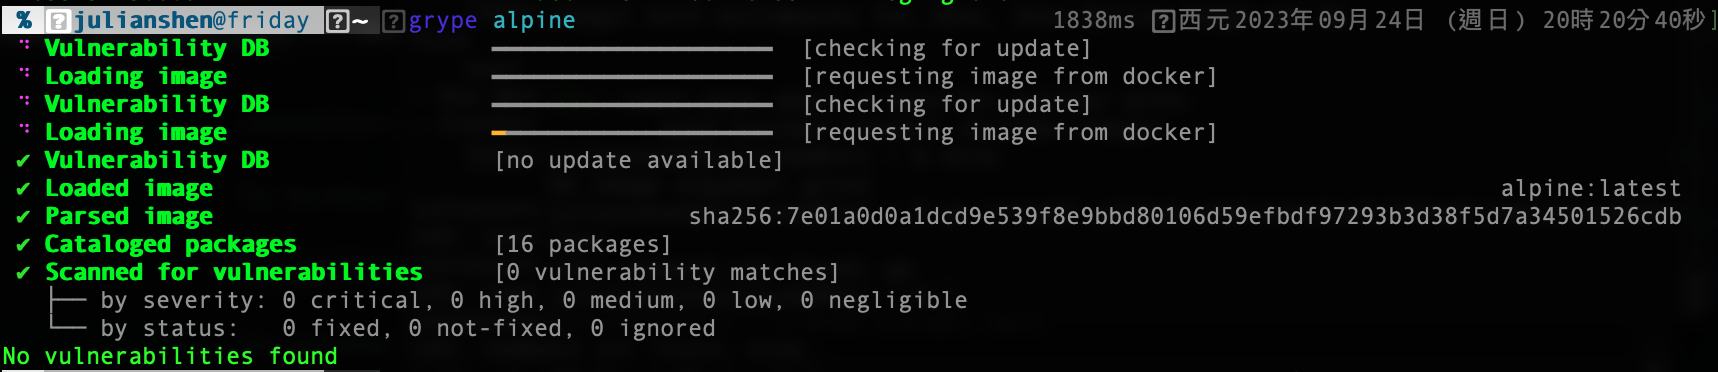 % julianshen@friday ~ grype alpine 1838ms 西元2023年09月24日 (週日) 20時20分40秒]
Vulnerability DB [checking for update]
Loading image [requesting image from docker]
Vulnerability DB [checking for update]
Loading image [requesting image from docker]
✔ Vulnerability DB [no update available]
✔ Loaded image alpine:latest
✔ Parsed image sha256:7e01a0d0a1dcd9e539f8e9bbd80106d59efbdf97293b3d38f5d7a34501526cdb
✔ Cataloged packages [16 packages]
✔ Scanned for vulnerabilities [0 vulnerability matches]
├── by severity: 0 critical, 0 high, 0 medium, 0 low, 0 negligible
└── by status: 0 fixed, 0 not-fixed, 0 ignored
No vulnerabilities found